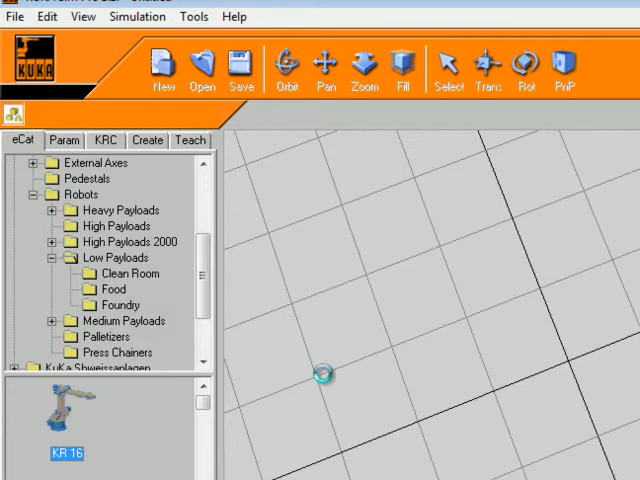 File Edit View Simulation Tools Help
KUKA
New Open Save Orbit Pan Zoom Fill Select Trans Rot PnP
eCat Param KRC Create Teach
External Axes
Pedestals
Robots
Heavy Payloads
High Payloads
High Payloads 2000
Low Payloads
Clean Room
Food
Foundry
Medium Payloads
Palletizers
Press Chainers
KuKa Shweissanlagen
KR 16